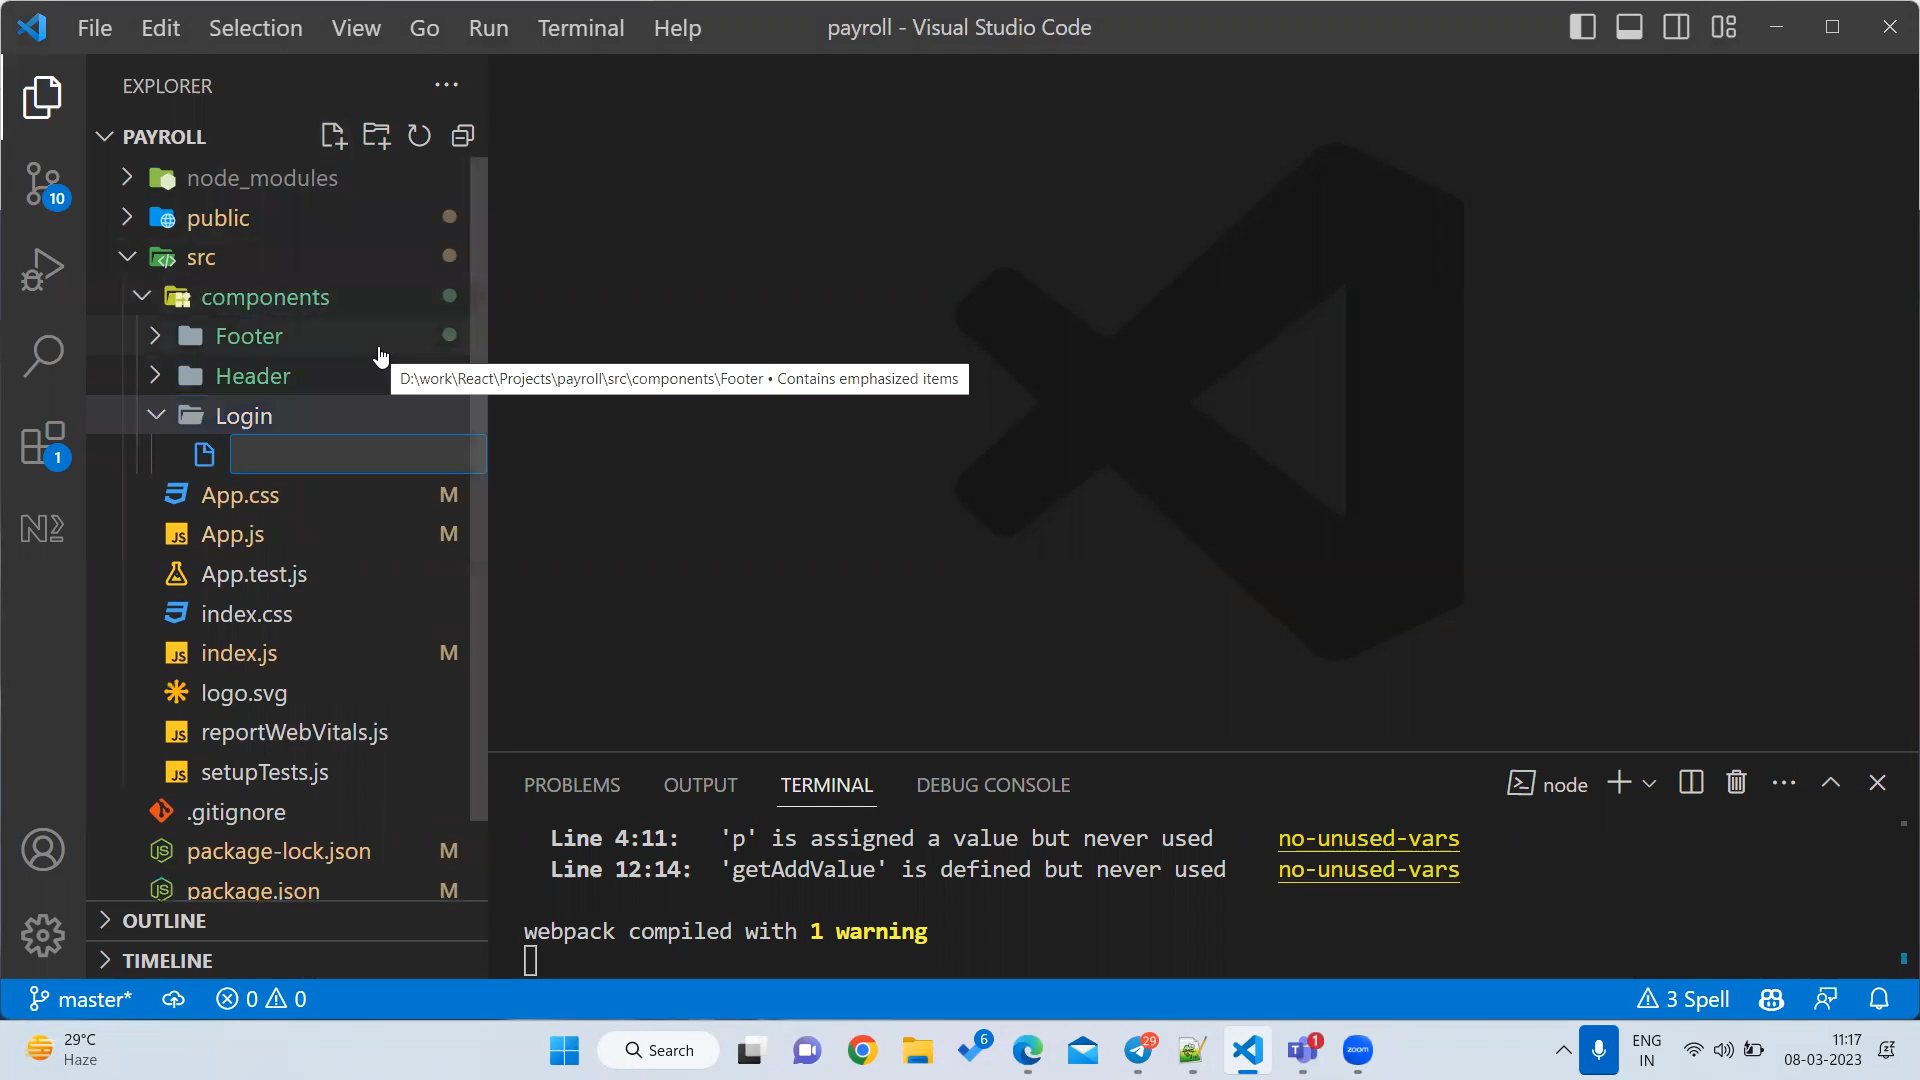 File Edit Selection View Go Run Terminal Help
payroll - Visual Studio Code
EXPLORER
PAYROLL
node_modules
public
src
components
Footer
Header
D:\work\React\Projects\payroll\src\components\Footer • Contains emphasized items
Login
App.css M
App.js M
App.test.js
index.css
index.js M
logo.svg
reportWebVitals.js
setupTests.js
.gitignore
package-lock.json M
package.json M
OUTLINE
TIMELINE
10
1
PROBLEMS OUTPUT TERMINAL DEBUG CONSOLE
node
Line 4:11: 'p' is assigned a value but never used no-unused-vars
Line 12:14: 'getAddValue' is defined but never used no-unused-vars
webpack compiled with 1 warning
master* 0 0
3 Spell
29°C
Haze
Search
6
29
1
zoom
ENG
IN
11:17
08-03-2023